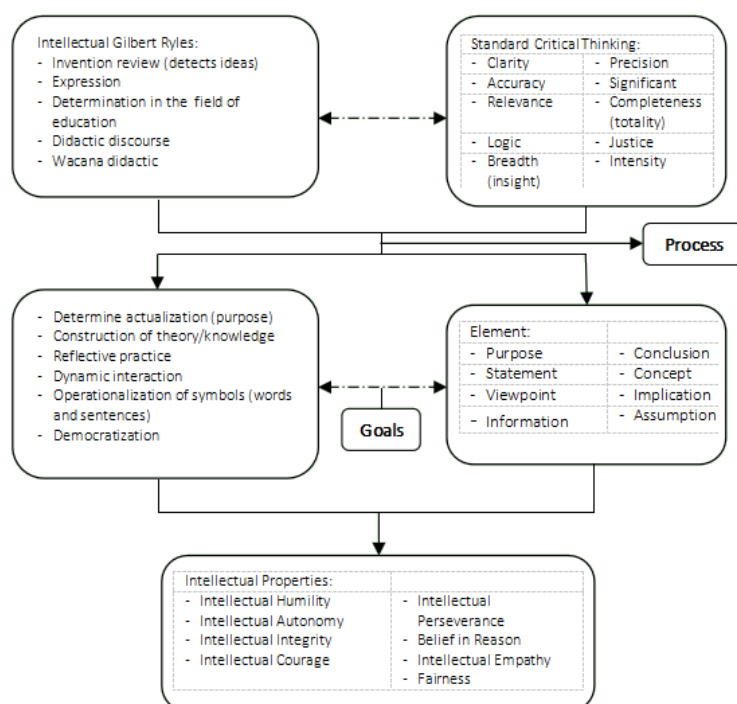 Intellectual Gilbert Ryles:
- Invention review (detects ideas)
- Expression
- Determination in the field of
education
- Didactic discourse
- Wacana didactic
Standard Critical Thinking:
- Clarity
- Accuracy
- Relevance
- Logic
- Breadth
(insight)
- Precision
- Significant
- Completeness
(totality)
- Justice
- Intensity
Process
- Determine actualization (purpose)
- Construction of theory/knowledge
- Reflective practice
- Dynamic interaction
- Operationalization of symbols (words
and sentences)
- Democratization
Goals
Element:
- Purpose
- Statement
- Viewpoint
- Information
- Conclusion
- Concept
- Implication
- Assumption
Intellectual Properties:
- Intellectual Humility
- Intellectual Autonomy
- Intellectual Integrity
- Intellectual Courage
- Intellectual
Perseverance
- Belief in Reason
- Intellectual Empathy
- Fairness